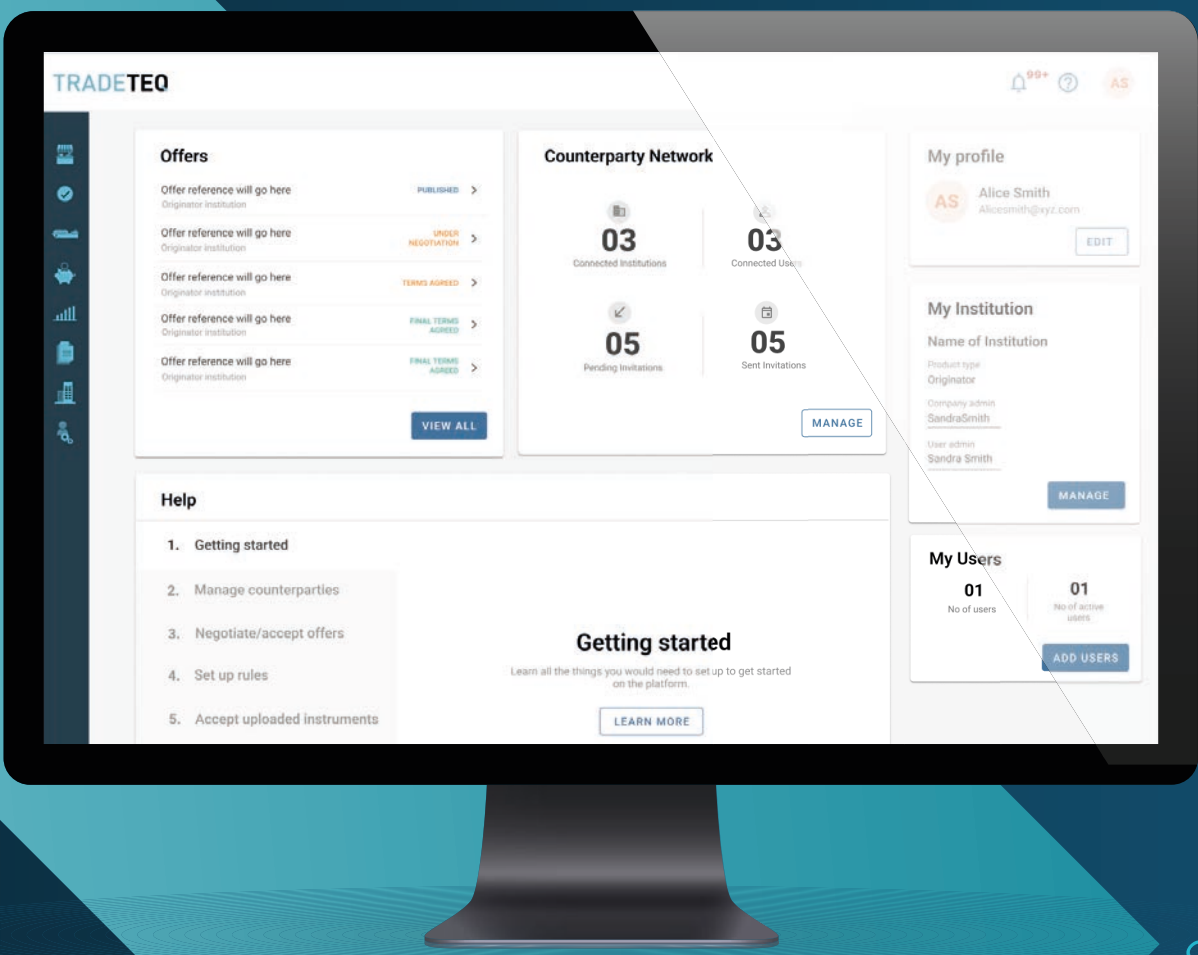 TRADETEQ
99+
AS
Offers
Offer reference will go here
Originator institution
PUBLISHED
Offer reference will go here
Originator institution
UNDER
NEGOTIATION
Offer reference will go here
Originator institution
TERMS AGREED
Offer reference will go here
Originator institution
FINAL TERMS
AGREED
Offer reference will go here
Originator institution
FINAL TERMS
AGREED
VIEW ALL
Counterparty Network
03
Connected Institutions
03
Connected Users
05
Pending Invitations
05
Sent Invitations
MANAGE
My profile
AS
Alice Smith
Alicesmith@xyz.com
EDIT
My Institution
Name of Institution
Product type
Originator
Company admin
SandraSmith
User admin
Sandra Smith
MANAGE
Help
1. Getting started
2. Manage counterparties
3. Negotiate/accept offers
4. Set up rules
5. Accept uploaded instruments
Getting started
Learn all the things you would need to set up to get started
on the platform.
LEARN MORE
My Users
01
No of users
01
No of active
users
ADD USERS